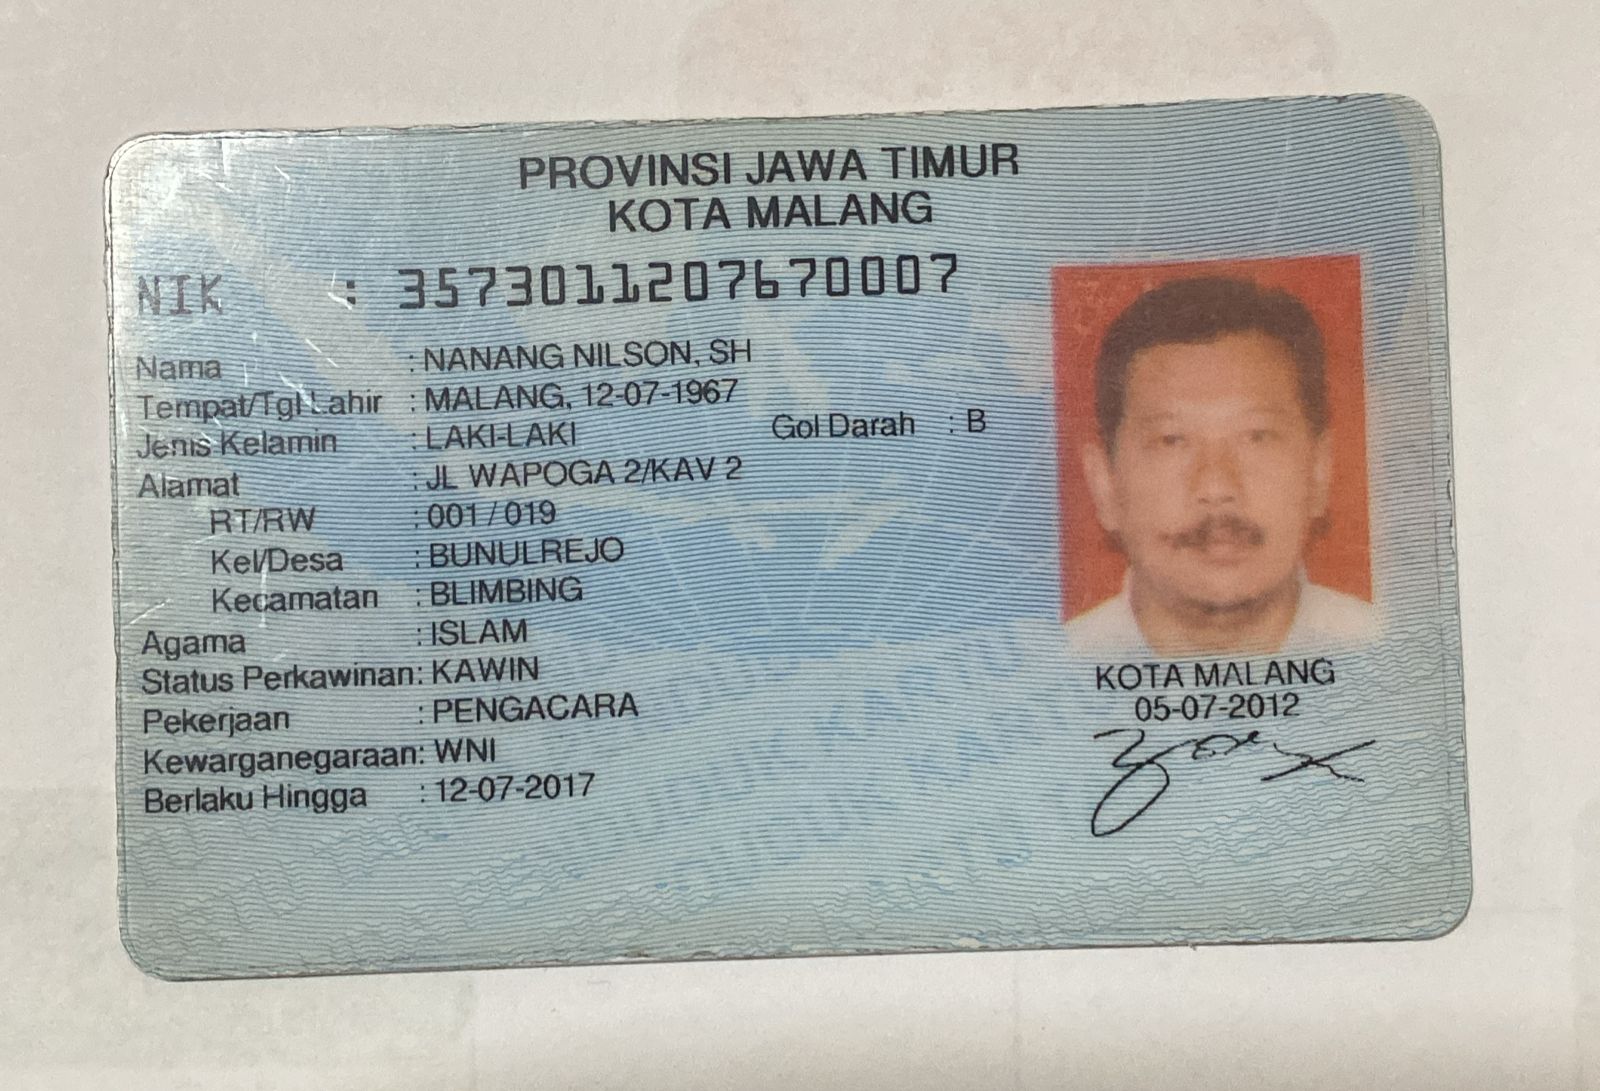 PROVINSI JAWA TIMUR
KOTA MALANG
NIK : 3573011207670007
Nama : NANANG NILSON, SH
Tempat/Tgl Lahir : MALANG, 12-07-1967
Jenis Kelamin : LAKI-LAKI Gol Darah : B
Alamat : JL WAPOGA 2/KAV 2
RT/RW : 001 / 019
Kel/Desa : BUNULREJO
Kecamatan : BLIMBING
Agama : ISLAM
Status Perkawinan: KAWIN
Pekerjaan : PENGACARA
Kewarganegaraan: WNI
Berlaku Hingga : 12-07-2017
KOTA MALANG
05-07-2012